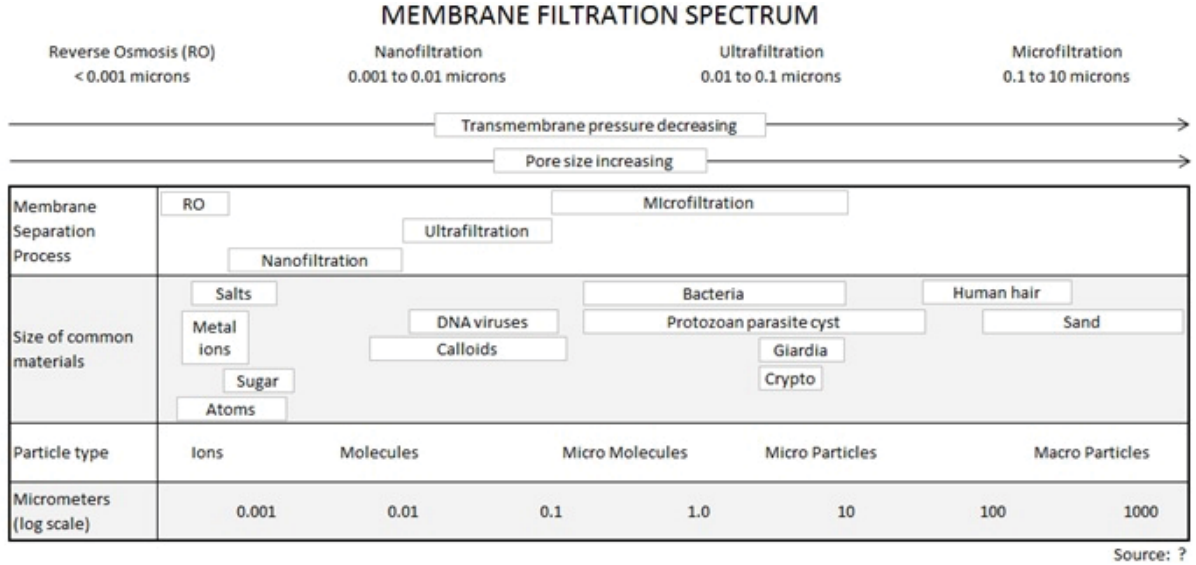 MEMBRANE FILTRATION SPECTRUM
Reverse Osmosis (RO)
< 0.001 microns
Nanofiltration
0.001 to 0.01 microns
Ultrafiltration
0.01 to 0.1 microns
Microfiltration
0.1 to 10 microns
Transmembrane pressure decreasing
Pore size increasing
Membrane
Separation
Process
RO
MIcrofiltration
Ultrafiltration
Nanofiltration
Size of common
materials
Salts
Bacteria
Human hair
Metal
ions
DNA viruses
Protozoan parasite cyst
Sand
Calloids
Giardia
Sugar
Crypto
Atoms
Particle type
Ions
Molecules
Micro Molecules
Micro Particles
Macro Particles
Micrometers
(log scale)
0.001
0.01
0.1
1.0
10
100
1000
Source: ?